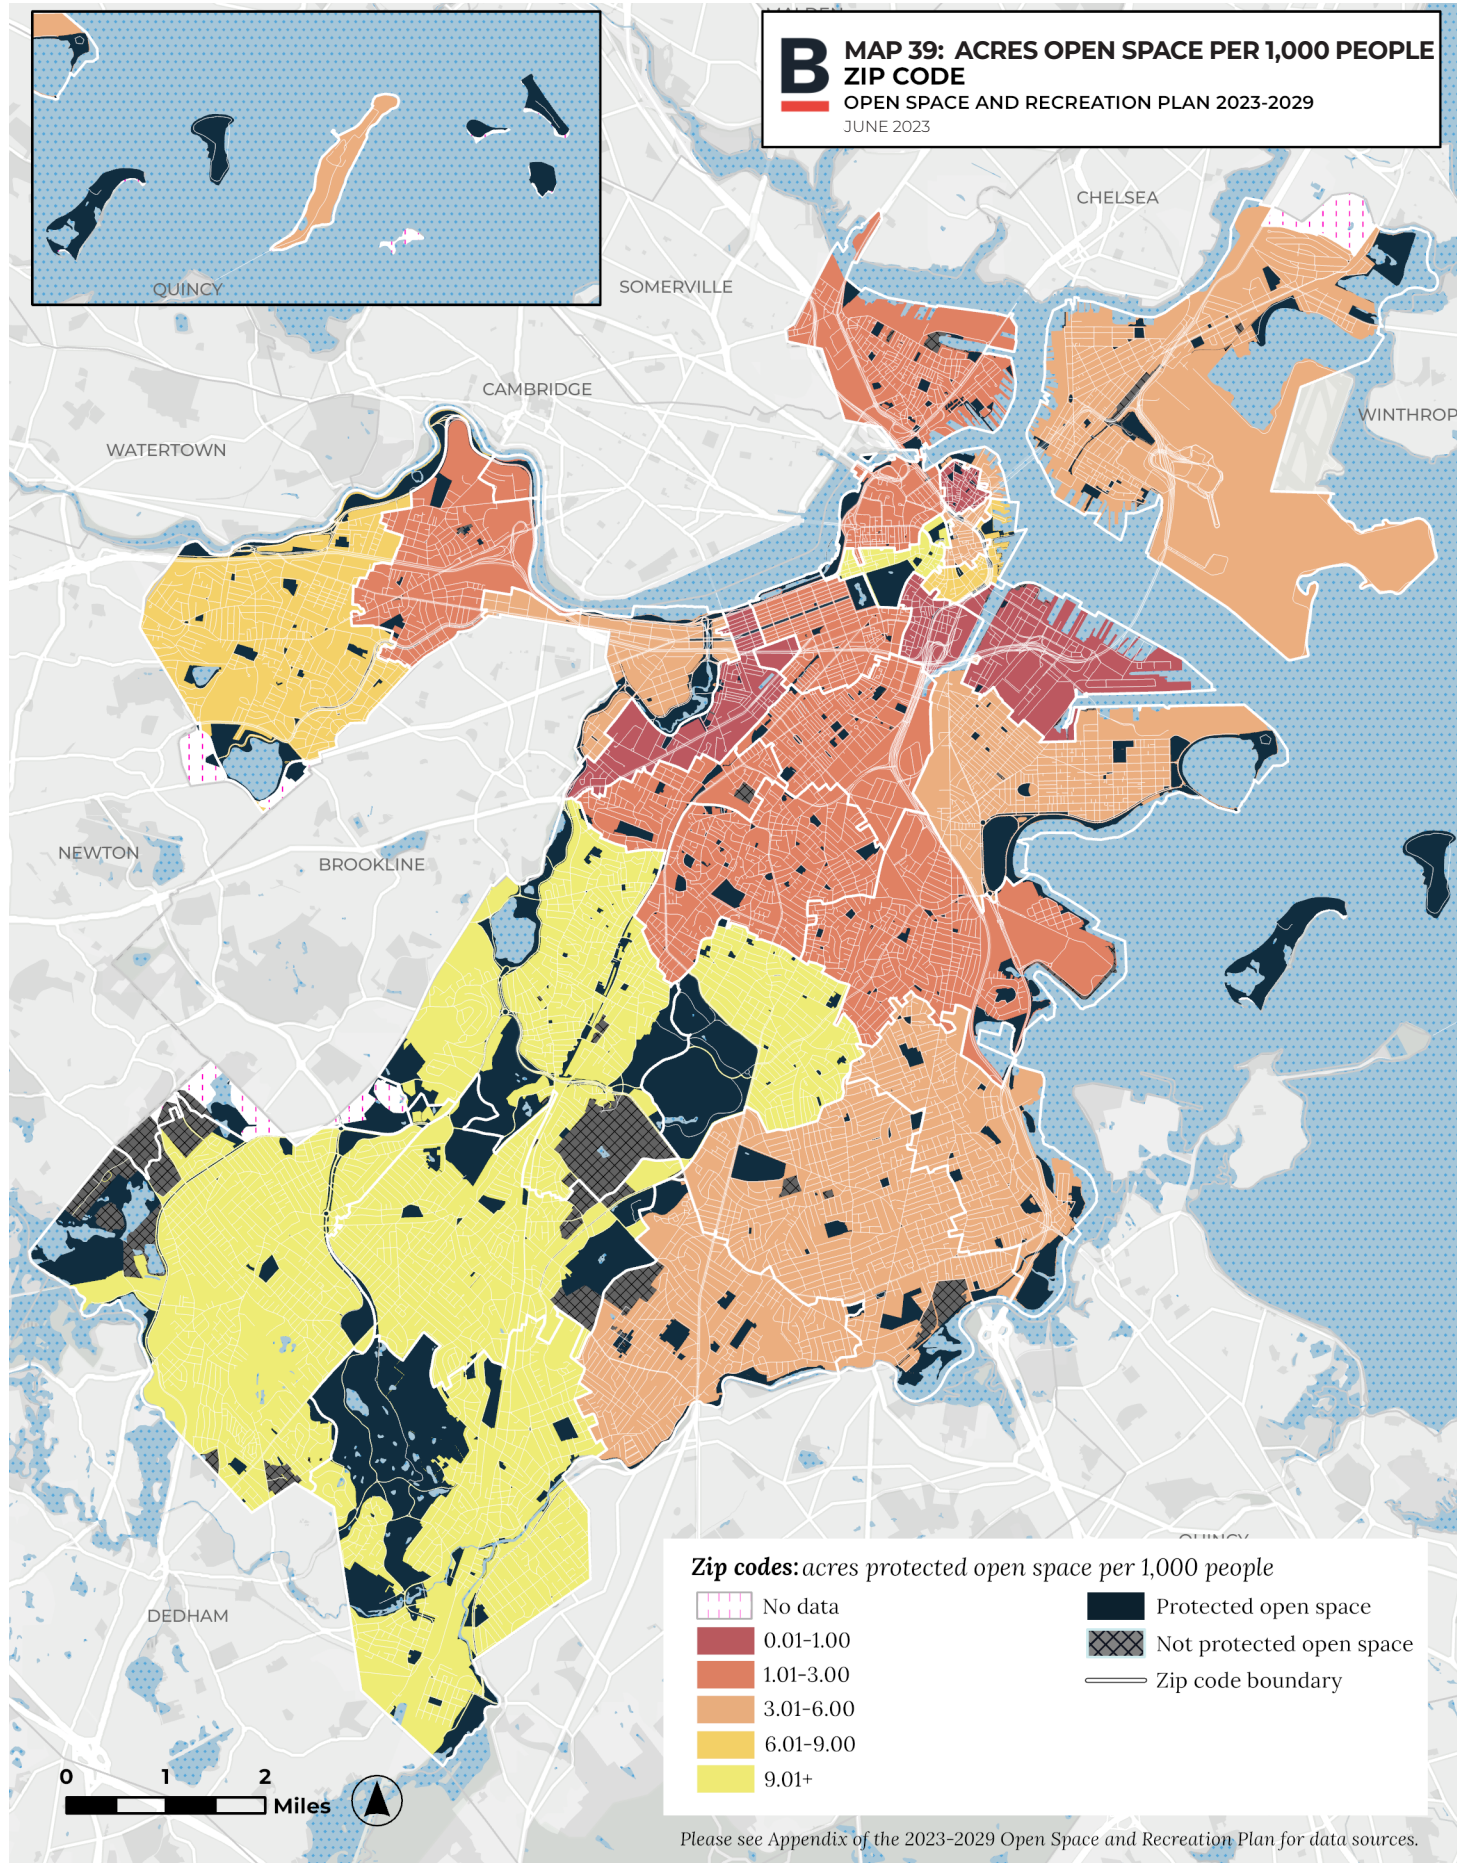 B
MAP 39: ACRES OPEN SPACE PER 1,000 PEOPLE
ZIP CODE
OPEN SPACE AND RECREATION PLAN 2023-2029
JUNE 2023
QUINCY
CHELSEA
SOMERVILLE
CAMBRIDGE
WINTHROP
WATERTOWN
NEWTON
BROOKLINE
DEDHAM
Zip codes: acres protected open space per 1,000 people
No data
0.01-1.00
1.01-3.00
3.01-6.00
6.01-9.00
9.01+
Protected open space
Not protected open space
Zip code boundary
0 1 2
Miles
Please see Appendix of the 2023-2029 Open Space and Recreation Plan for data sources.